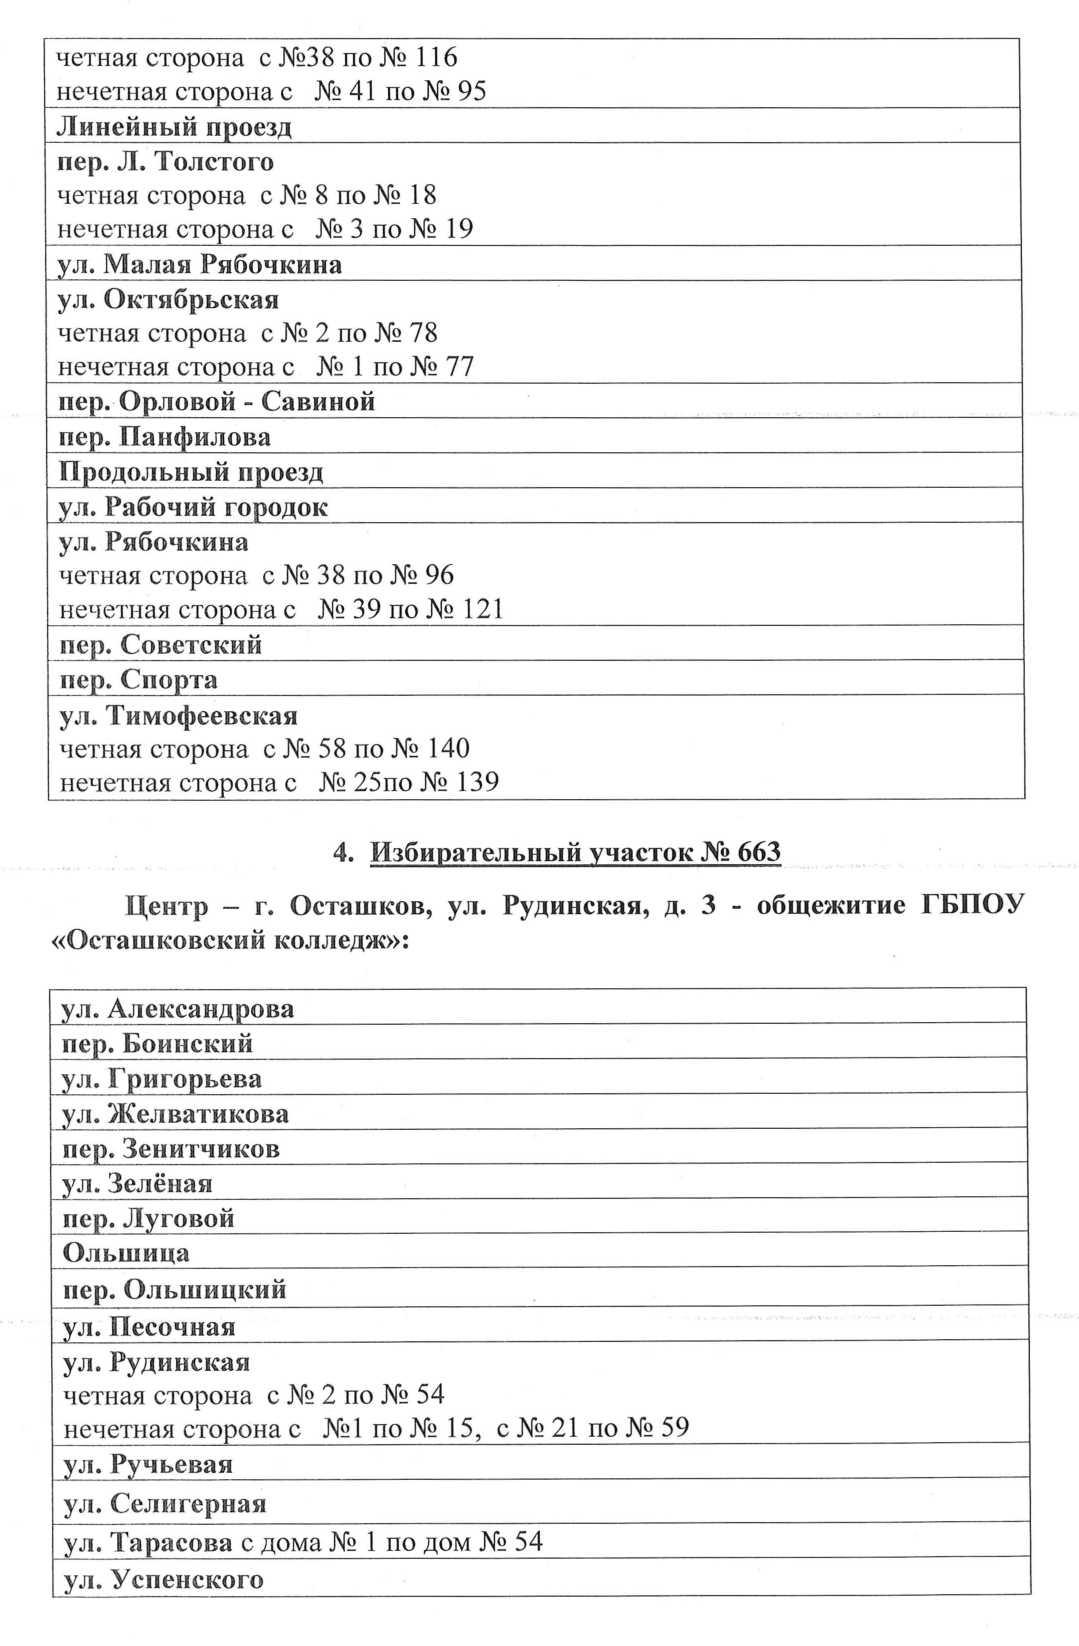 четная сторона с №38 по № 116
нечетная сторона с № 41 по № 95
Линейный проезд
пер. Л. Толстого
четная сторона с № 8 по № 18
нечетная сторона с № 3 по № 19
ул. Малая Рябочкина
ул. Октябрьская
четная сторона с № 2 по № 78
нечетная сторона с № 1 по № 77
пер. Орловой - Савиной
пер. Панфилова
Продольный проезд
ул. Рабочий городок
ул. Рябочкина
четная сторона с № 38 по № 96
нечетная сторона с № 39 по № 121
пер. Советский
пер. Спорта
ул. Тимофеевская
четная сторона с № 58 по № 140
нечетная сторона с № 25по № 139
4. Избирательный участок № 663
Центр – г. Осташков, ул. Рудинская, д. 3 - общежитие ГБПОУ
«Осташковский колледж»:
ул. Александрова
пер. Боинский
ул. Григорьева
ул. Желватикова
пер. Зенитчиков
ул. Зелёная
пер. Луговой
Ольшица
пер. Ольшицкий
ул. Песочная
ул. Рудинская
четная сторона с № 2 по № 54
нечетная сторона с №1 по № 15, с № 21 по № 59
ул. Ручьевая
ул. Селигерная
ул. Тарасова с дома № 1 по дом № 54
ул. Успенского